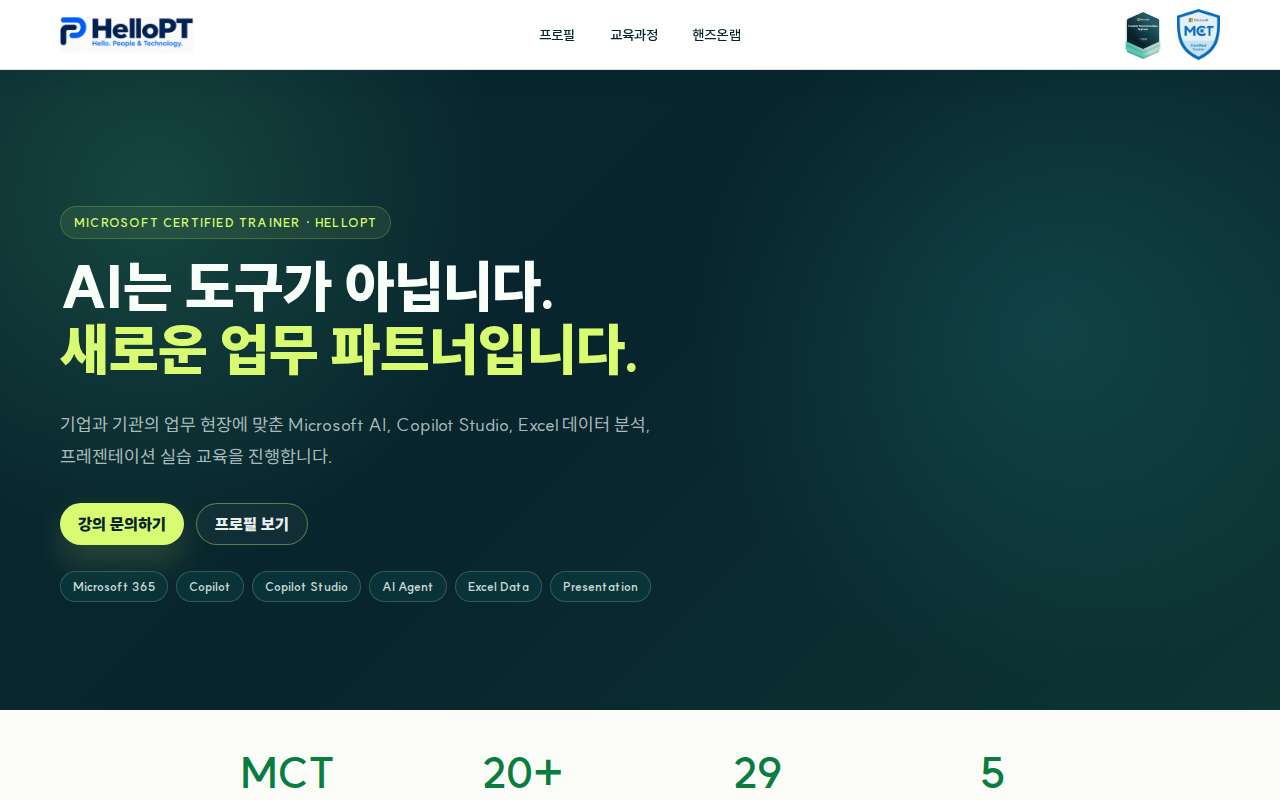 HelloPT
Hello. People & Technology.
프로필
교육과정
핸즈온랩
Microsoft
MCT
Certified
Trainer
MICROSOFT CERTIFIED TRAINER · HELLOPT
AI는 도구가 아닙니다.
새로운 업무 파트너입니다.
기업과 기관의 업무 현장에 맞춘 Microsoft AI, Copilot Studio, Excel 데이터 분석,
프레젠테이션 실습 교육을 진행합니다.
강의 문의하기
프로필 보기
Microsoft 365
Copilot
Copilot Studio
AI Agent
Excel Data
Presentation
MCT
20+
29
5